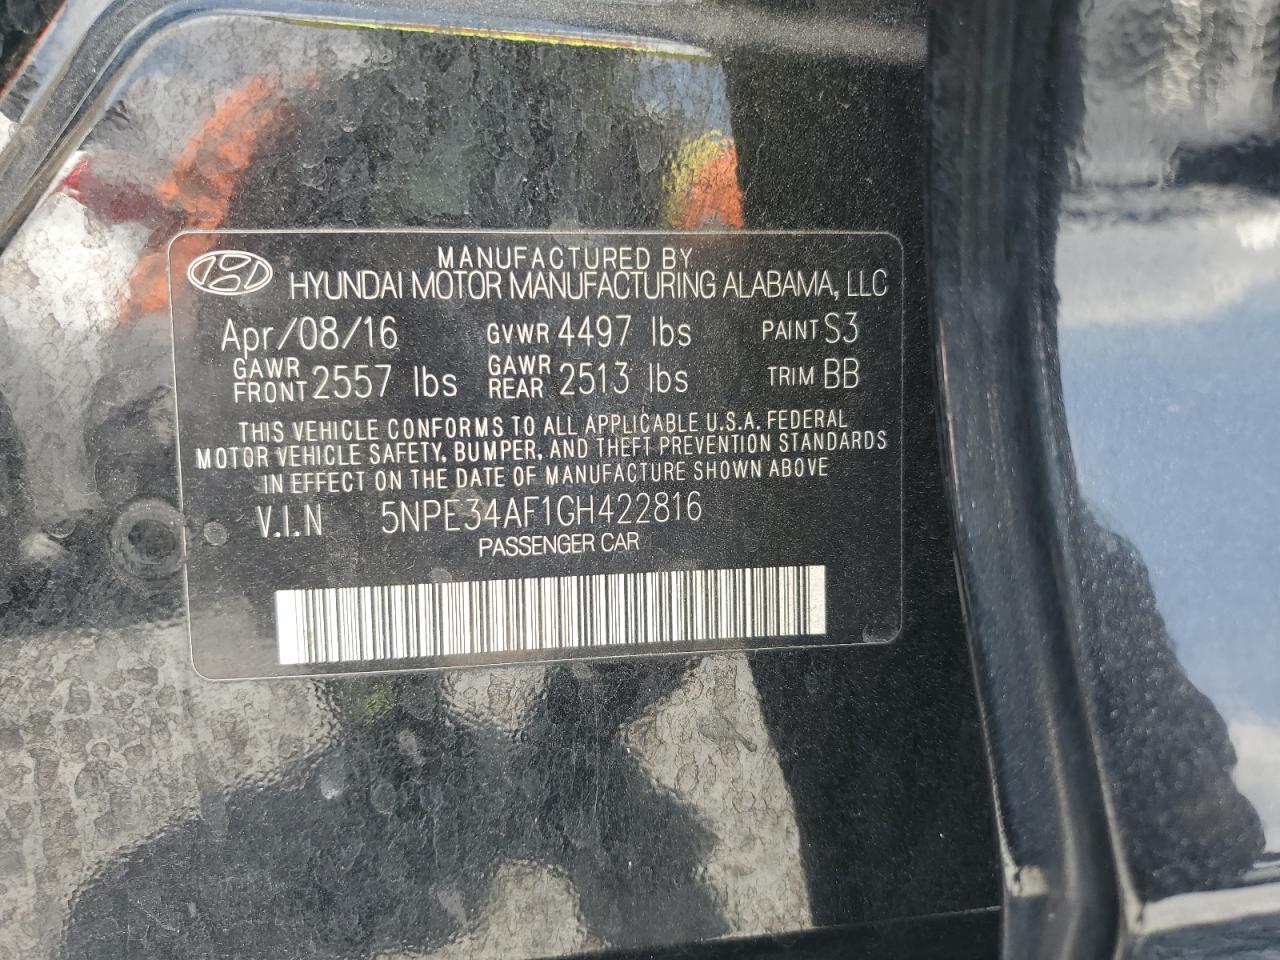 MANUFACTURED BY
HYUNDAI MOTOR MANUFACTURING ALABAMA, LLC
Apr/08/16 GVWR 4497 lbs PAINT S3
GAWR FRONT 2557 lbs GAWR REAR 2513 lbs TRIM BB
THIS VEHICLE CONFORMS TO ALL APPLICABLE U.S.A. FEDERAL
MOTOR VEHICLE SAFETY, BUMPER, AND THEFT PREVENTION STANDARDS
IN EFFECT ON THE DATE OF MANUFACTURE SHOWN ABOVE
V.I.N 5NPE34AF1GH422816
PASSENGER CAR